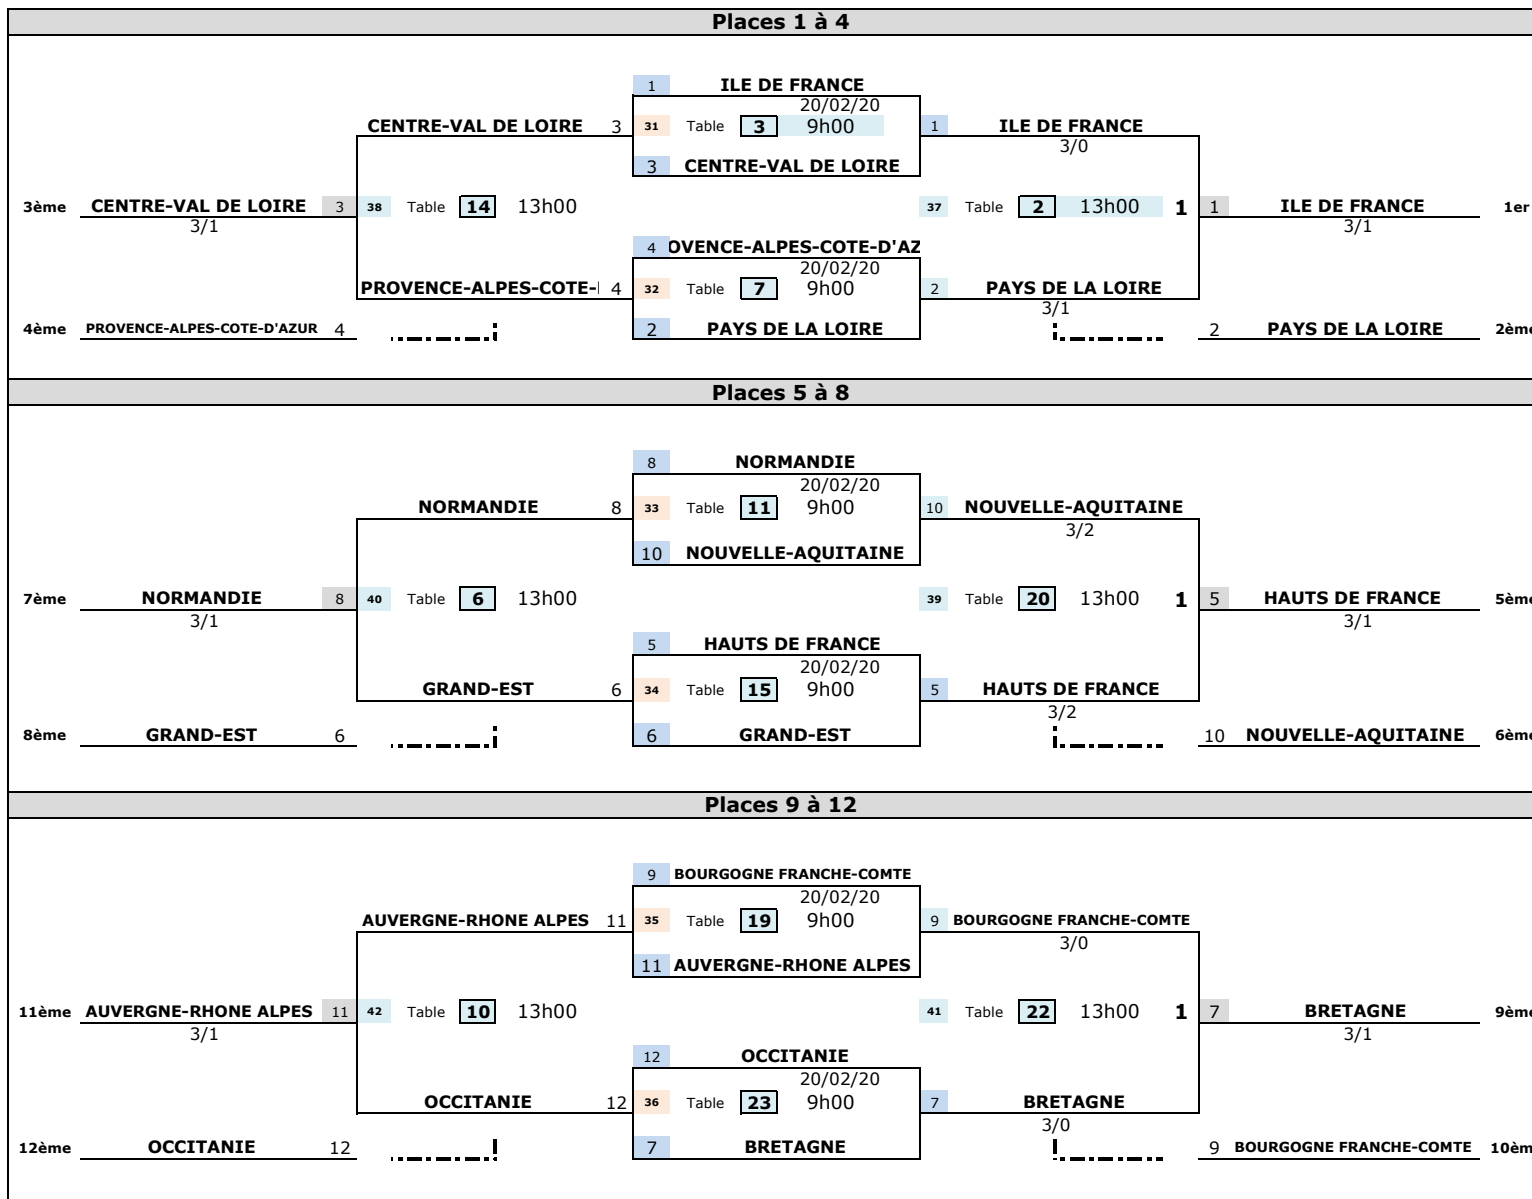 Places 1 à 4
1 ILE DE FRANCE
20/02/20
CENTRE-VAL DE LOIRE 3 31 Table 3 9h00 1 ILE DE FRANCE
3/0
3 CENTRE-VAL DE LOIRE
3ème CENTRE-VAL DE LOIRE 3 38 Table 14 13h00 37 Table 2 13h00 1 1 ILE DE FRANCE 1er
3/1 3/1
4 OVENCE-ALPES-COTE-D'AZ
20/02/20
PROVENCE-ALPES-COTE- 4 32 Table 7 9h00 2 PAYS DE LA LOIRE
3/1
4ème PROVENCE-ALPES-COTE-D'AZUR 4 2 PAYS DE LA LOIRE 2 PAYS DE LA LOIRE 2ème
Places 5 à 8
8 NORMANDIE
20/02/20
NORMANDIE 8 33 Table 11 9h00 10 NOUVELLE-AQUITAINE
3/2
10 NOUVELLE-AQUITAINE
7ème NORMANDIE 8 40 Table 6 13h00 39 Table 20 13h00 1 5 HAUTS DE FRANCE 5ème
3/1 3/1
5 HAUTS DE FRANCE
20/02/20
GRAND-EST 6 34 Table 15 9h00 5 HAUTS DE FRANCE
3/2
8ème GRAND-EST 6 6 GRAND-EST 10 NOUVELLE-AQUITAINE 6ème
Places 9 à 12
9 BOURGOGNE FRANCHE-COMTE
20/02/20
AUVERGNE-RHONE ALPES 11 35 Table 19 9h00 9 BOURGOGNE FRANCHE-COMTE
3/0
11 AUVERGNE-RHONE ALPES
11ème AUVERGNE-RHONE ALPES 11 42 Table 10 13h00 41 Table 22 13h00 1 7 BRETAGNE 9ème
3/1 3/1
12 OCCITANIE
20/02/20
OCCITANIE 12 36 Table 23 9h00 7 BRETAGNE
3/0
12ème OCCITANIE 12 7 BRETAGNE 9 BOURGOGNE FRANCHE-COMTE 10èm